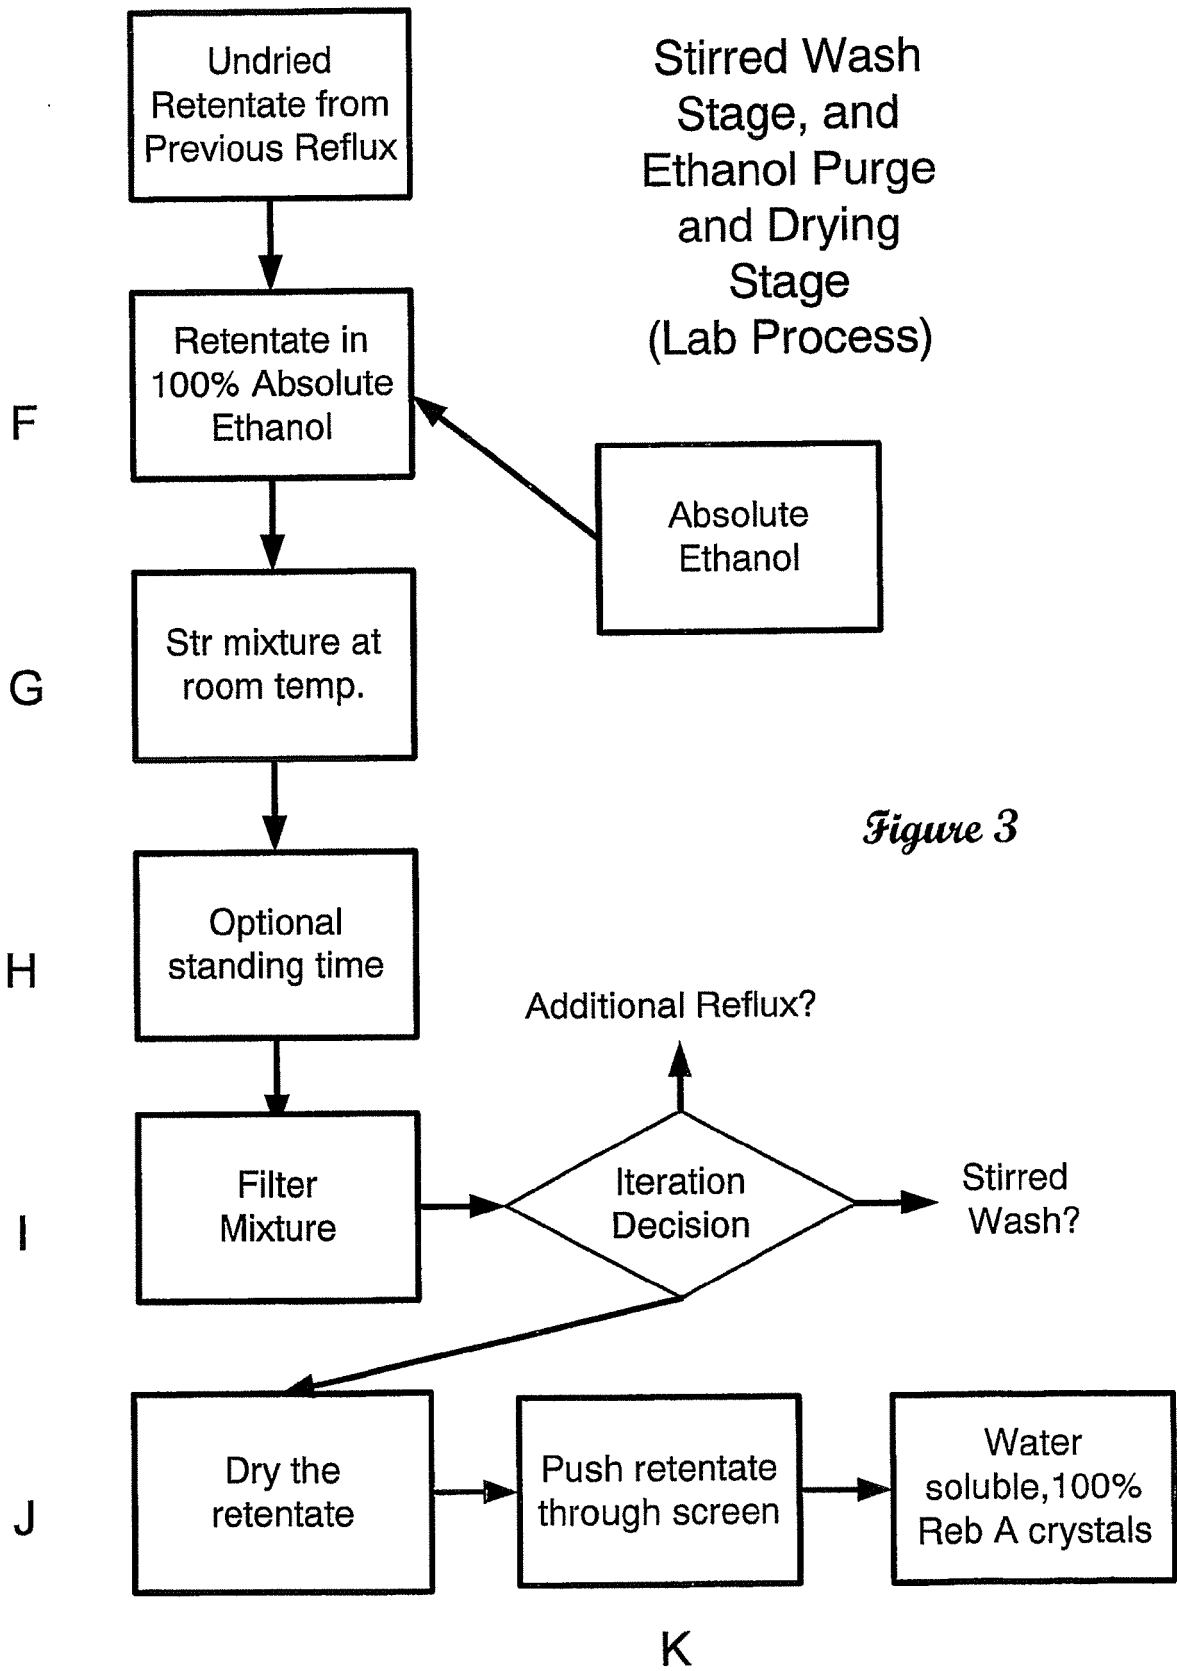 Undried
Retentate from
Previous Reflux
Stirred Wash
Stage, and
Ethanol Purge
and Drying
Stage
(Lab Process)
F
Retentate in
100% Absolute
Ethanol
Absolute
Ethanol
G
Str mixture at
room temp.
Figure 3
H
Optional
standing time
Additional Reflux?
I
Filter
Mixture
Iteration
Decision
Stirred
Wash?
J
Dry the
retentate
Push retentate
through screen
Water
soluble,100%
Reb A crystals
K